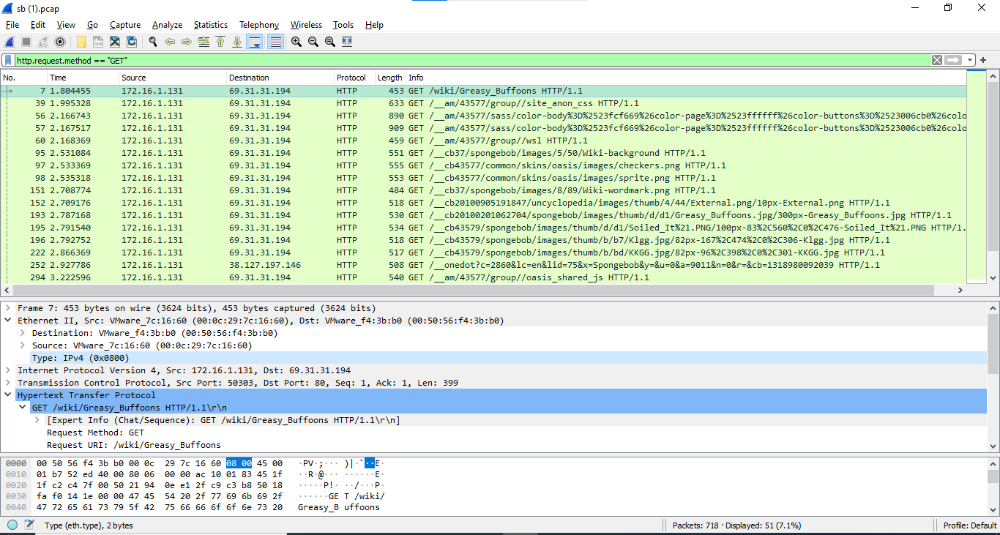 sb (1).pcap
File Edit View Go Capture Analyze Statistics Telephony Wireless Tools Help
http.request.method == "GET"
No. Time Source Destination Protocol Length Info
7 1.804455 172.16.1.131 69.31.31.194 HTTP 453 GET /wiki/Greasy_Buffoons HTTP/1.1
39 1.995328 172.16.1.131 69.31.31.194 HTTP 633 GET /__am/43577/group//site_anon_css HTTP/1.1
56 2.166743 172.16.1.131 69.31.31.194 HTTP 890 GET /__am/43577/sass/color-body%3D%2523fcf669%26color-page%3D%2523ffffff%26color-buttons%3D%2523006cb0%26colo
57 2.167517 172.16.1.131 69.31.31.194 HTTP 909 GET /__am/43577/sass/color-body%3D%2523fcf669%26color-page%3D%2523ffffff%26color-buttons%3D%2523006cb0%26colo
60 2.168369 172.16.1.131 69.31.31.194 HTTP 459 GET /__am/43577/group//wsl HTTP/1.1
95 2.531084 172.16.1.131 69.31.31.194 HTTP 551 GET /__cb37/spongebob/images/5/50/Wiki-background HTTP/1.1
97 2.533369 172.16.1.131 69.31.31.194 HTTP 555 GET /__cb43577/common/skins/oasis/images/checkers.png HTTP/1.1
98 2.535318 172.16.1.131 69.31.31.194 HTTP 553 GET /__cb43577/common/skins/oasis/images/sprite.png HTTP/1.1
151 2.708774 172.16.1.131 69.31.31.194 HTTP 484 GET /__cb37/spongebob/images/8/89/Wiki-wordmark.png HTTP/1.1
152 2.709176 172.16.1.131 69.31.31.194 HTTP 518 GET /__cb20100905191847/uncyclopedia/images/thumb/4/44/External.png/10px-External.png HTTP/1.1
193 2.787168 172.16.1.131 69.31.31.194 HTTP 530 GET /__cb20100201062704/spongebob/images/thumb/d/d1/Greasy_Buffoons.jpg/300px-Greasy_Buffoons.jpg HTTP/1.1
195 2.791540 172.16.1.131 69.31.31.194 HTTP 534 GET /__cb43579/spongebob/images/thumb/d/d1/Soiled_It%21.PNG/100px-83%2C560%2C0%2C476-Soiled_It%21.PNG HTTP/1.
196 2.792752 172.16.1.131 69.31.31.194 HTTP 518 GET /__cb43579/spongebob/images/thumb/b/b7/Klgg.jpg/82px-167%2C474%2C0%2C306-Klgg.jpg HTTP/1.1
222 2.866369 172.16.1.131 69.31.31.194 HTTP 517 GET /__cb43579/spongebob/images/thumb/b/bd/KKGG.jpg/82px-96%2C398%2C0%2C301-KKGG.jpg HTTP/1.1
252 2.927786 172.16.1.131 38.127.197.146 HTTP 508 GET /__onedot?c=2860&lc=en&lid=75&x=Spongebob&y=&u=0&a=9011&n=0&r=&cb=1318980092039 HTTP/1.1
294 3.222596 172.16.1.131 69.31.31.194 HTTP 540 GET /__am/43577/group//oasis_shared_js HTTP/1.1
Frame 7: 453 bytes on wire (3624 bits), 453 bytes captured (3624 bits)
Ethernet II, Src: VMware_7c:16:60 (00:0c:29:7c:16:60), Dst: VMware_f4:3b:b0 (00:50:56:f4:3b:b0)
Destination: VMware_f4:3b:b0 (00:50:56:f4:3b:b0)
Source: VMware_7c:16:60 (00:0c:29:7c:16:60)
Type: IPv4 (0x0800)
Internet Protocol Version 4, Src: 172.16.1.131, Dst: 69.31.31.194
Transmission Control Protocol, Src Port: 50303, Dst Port: 80, Seq: 1, Ack: 1, Len: 399
Hypertext Transfer Protocol
GET /wiki/Greasy_Buffoons HTTP/1.1\r\n
[Expert Info (Chat/Sequence): GET /wiki/Greasy_Buffoons HTTP/1.1\r\n]
Request Method: GET
Request URI: /wiki/Greasy_Buffoons
0000 00 50 56 f4 3b b0 00 0c 29 7c 16 60 08 00 45 00 ·PV·;··· )|·`··E·
0010 01 b7 52 ed 40 00 80 06 00 00 ac 10 01 83 45 1f ··R·@··· ······E·
0020 1f c2 c4 7f 00 50 21 94 0e e1 2f c9 c3 b8 50 18 ·····P!· ··/···P·
0030 fa f0 14 1e 00 00 47 45 54 20 2f 77 69 6b 69 2f ······GE T /wiki/
0040 47 72 65 61 73 79 5f 42 75 66 66 6f 6f 6e 73 20 Greasy_B uffoons
Type (eth.type), 2 bytes Packets: 718 · Displayed: 51 (7.1%) Profile: Default